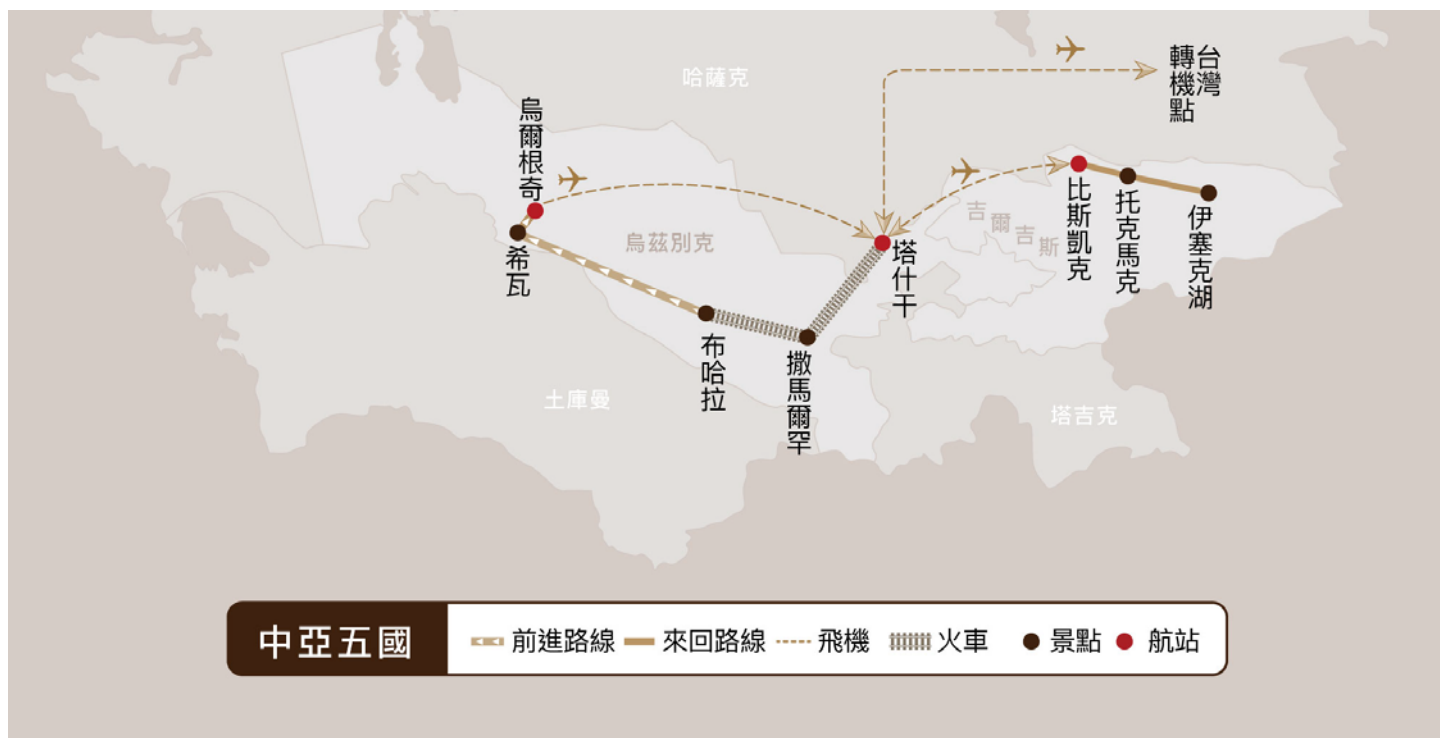 哈薩克
台灣
轉機點
烏爾根奇
烏茲別克
希瓦
布哈拉
撒馬爾罕
塔什干
吉爾吉斯
比斯凱克
托克馬克
伊塞克湖
土庫曼
塔吉克
中亞五國
前進路線 來回路線 飛機 火車 景點 航站